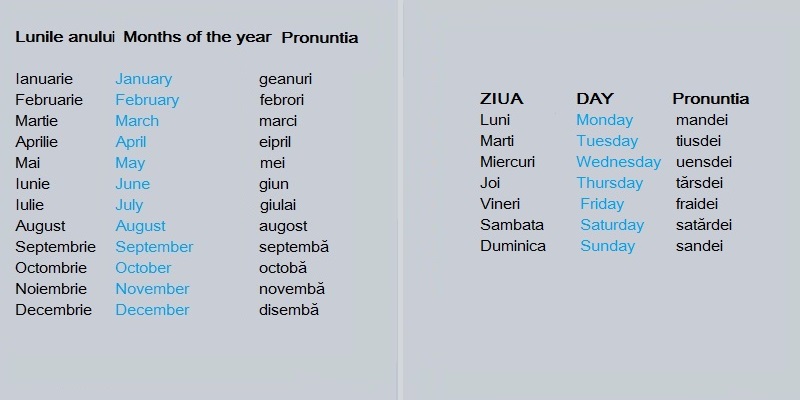 Lunile anului Months of the year Pronuntia
Ianuarie January geanuri
Februarie February febrori
Martie March marci
Aprilie April eipril
Mai May mei
Iunie June giun
Iulie July giulai
August August augost
Septembrie September septembă
Octombrie October octobă
Noiembrie November novembă
Decembrie December disembă
ZIUA DAY Pronuntia
Luni Monday mandei
Marti Tuesday tiusdei
Miercuri Wednesday uensdei
Joi Thursday tărsdei
Vineri Friday fraidei
Sambata Saturday satărdei
Duminica Sunday sandei